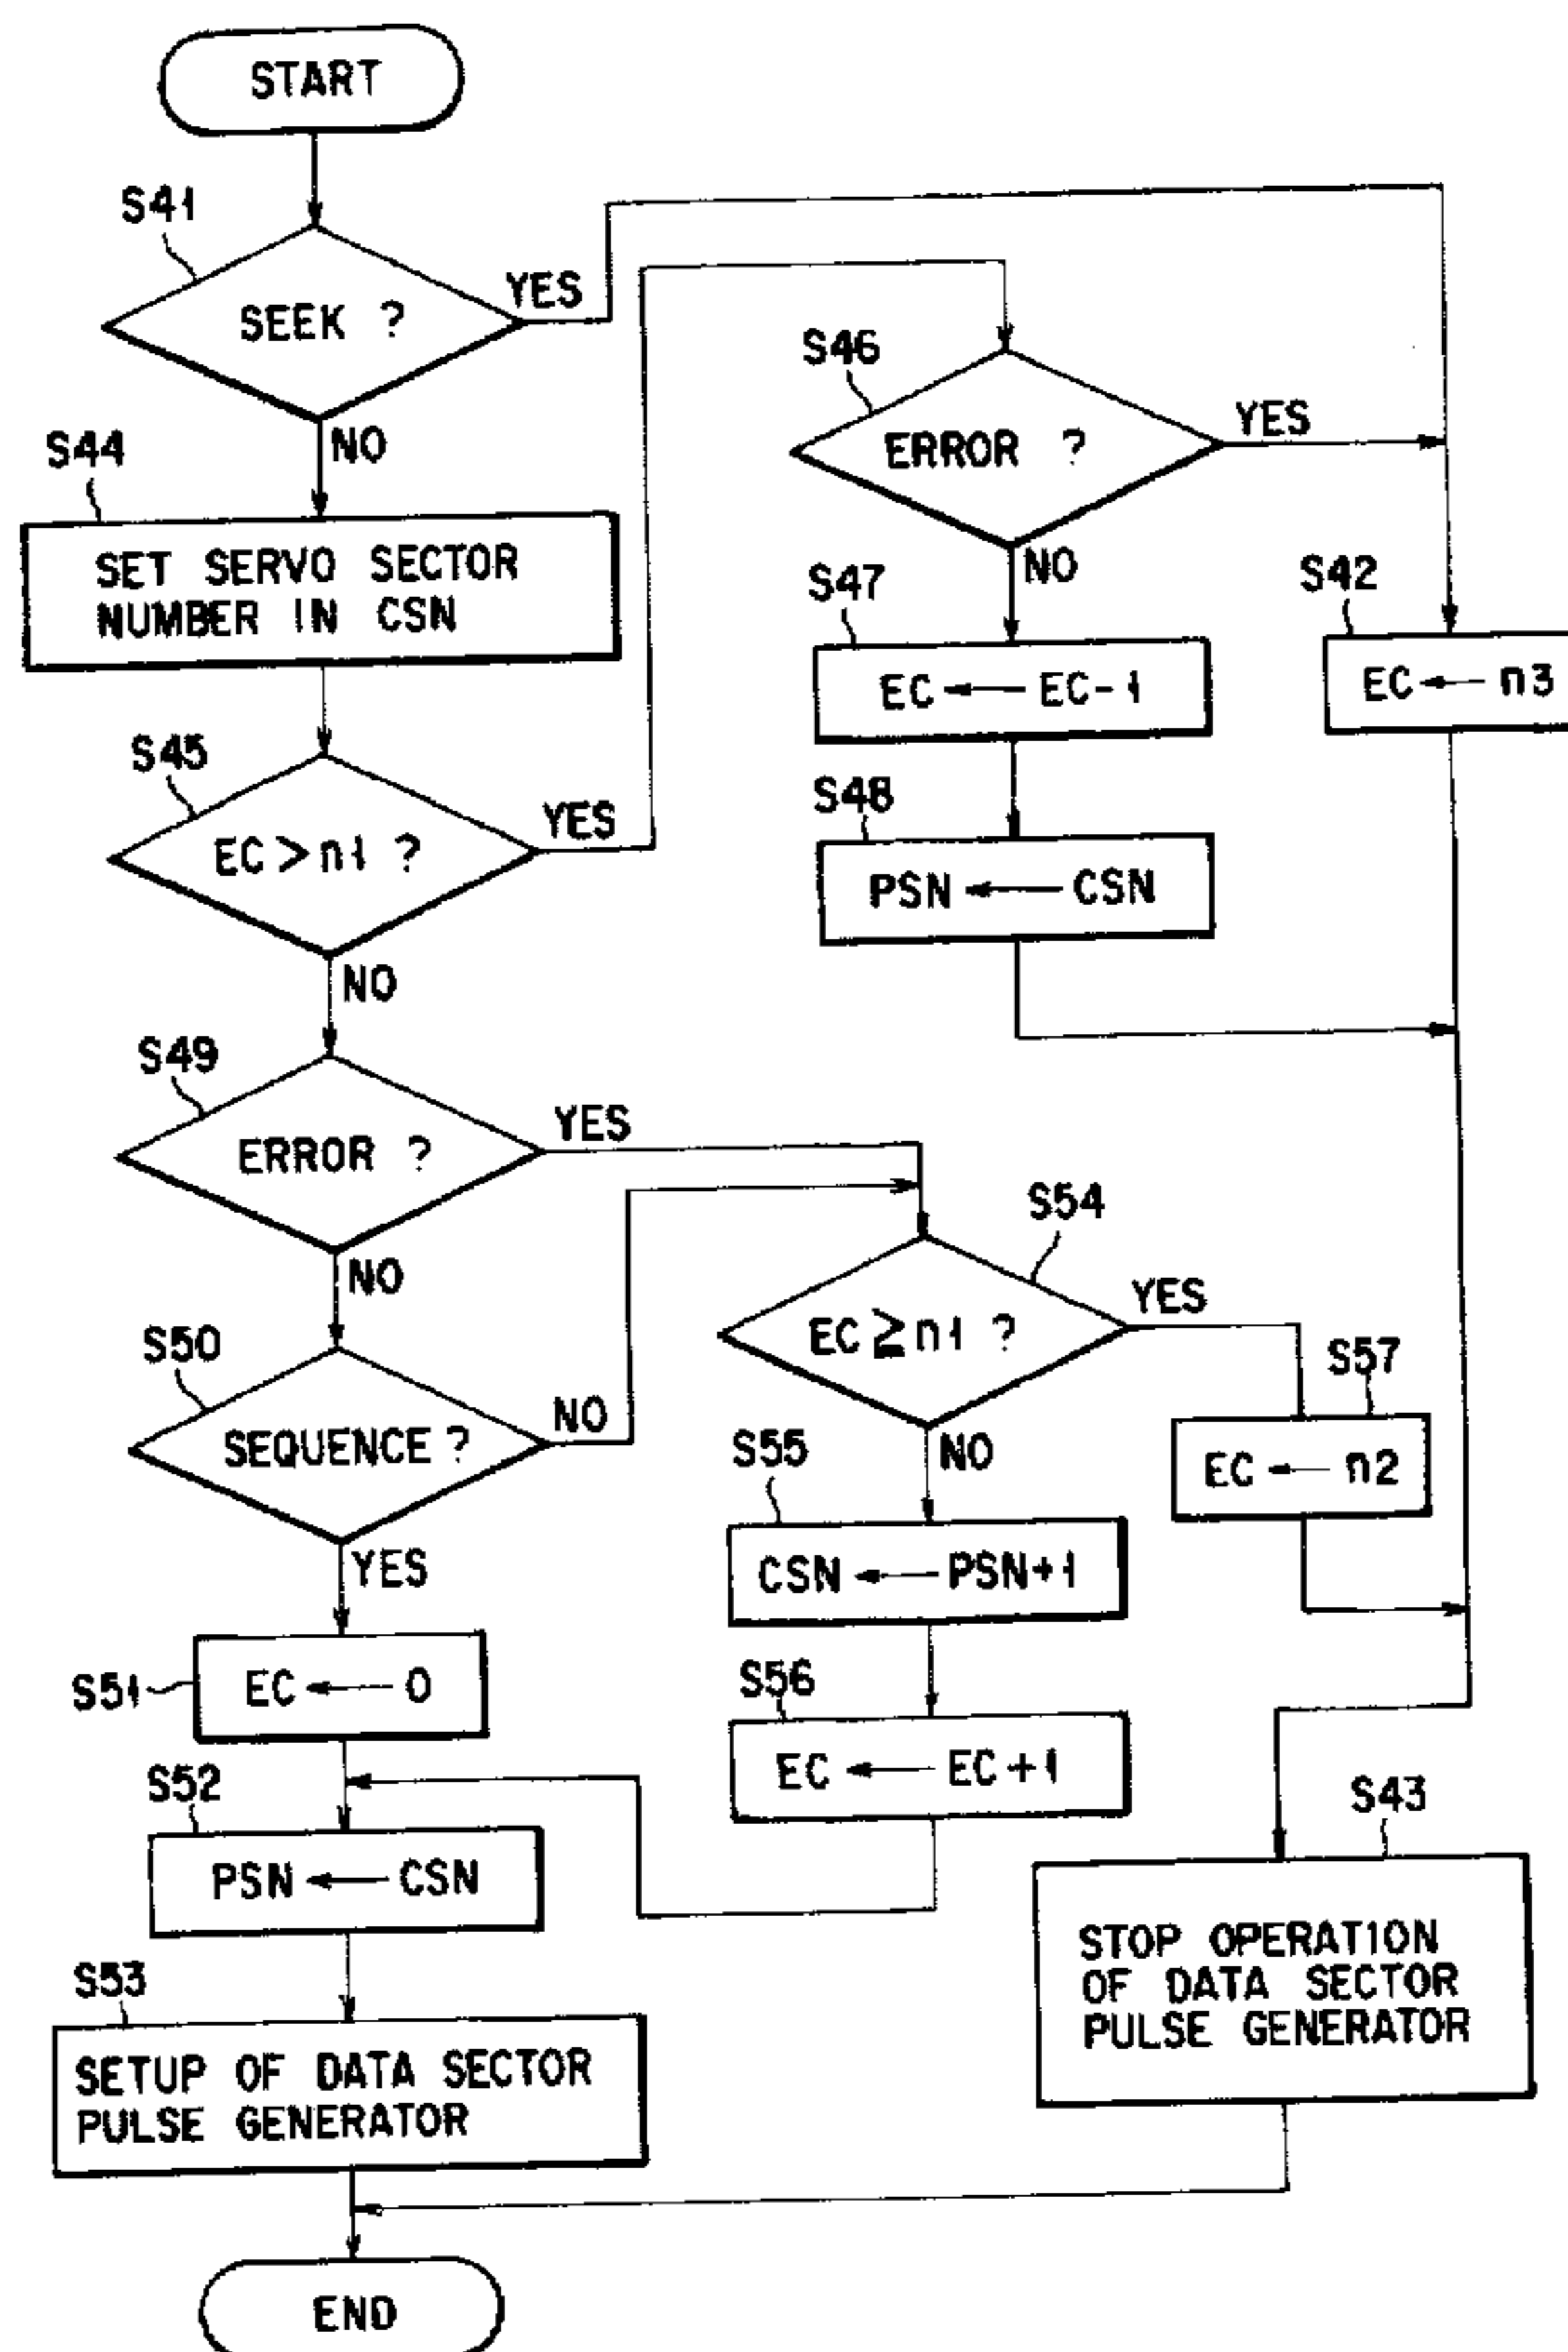 START
S41
SEEK ?
YES
NO
S44
SET SERVO SECTOR
NUMBER IN CSN
S45
EC>n1 ?
YES
NO
S46
ERROR ?
YES
NO
S47
EC ← EC-1
S48
PSN ← CSN
S42
EC ← n3
S49
ERROR ?
YES
NO
S50
SEQUENCE ?
NO
YES
S54
EC≧n1 ?
YES
NO
S57
EC ← n2
S55
CSN ← PSN+1
S56
EC ← EC+1
S51
EC ← 0
S52
PSN ← CSN
S53
SETUP OF DATA SECTOR
PULSE GENERATOR
S43
STOP OPERATION
OF DATA SECTOR
PULSE GENERATOR
END